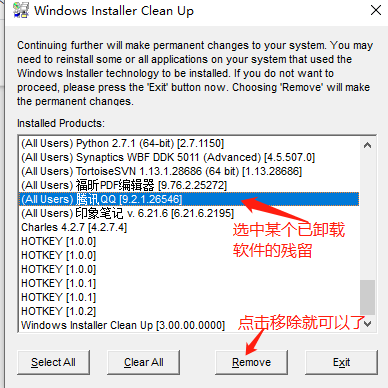 Windows Installer Clean Up
Continuing further will make permanent changes to your system. You may
need to reinstall some or all applications on your system that used the
Windows Installer technology to be installed. If you do not want to
proceed, please press the 'Exit' button now. Choosing 'Remove' will make
the permanent changes.
Installed Products:
(All Users) Python 2.7.1 (64-bit) [2.7.1150]
(All Users) Synaptics WBF DDK 5011 (Advanced) [4.5.507.0]
(All Users) TortoiseSVN 1.13.1.28686 (64 bit) [1.13.28686]
(All Users) 福昕PDF编辑器 [9.76.2.25272]
(All Users) 腾讯QQ [9.2.1.26546]
(All Users) 印象笔记 v. 6.21.6 [6.21.6.2195]
Charles 4.2.7 [4.2.7.4]
HOTKEY [1.0.0]
HOTKEY [1.0.0]
HOTKEY [1.0.0]
HOTKEY [1.0.1]
HOTKEY [1.0.1]
HOTKEY [1.0.2]
Windows Installer Clean Up [3.00.00.0000]
选中某个已卸载
软件的残留
点击移除就可以了
Select All
Clear All
Remove
Exit